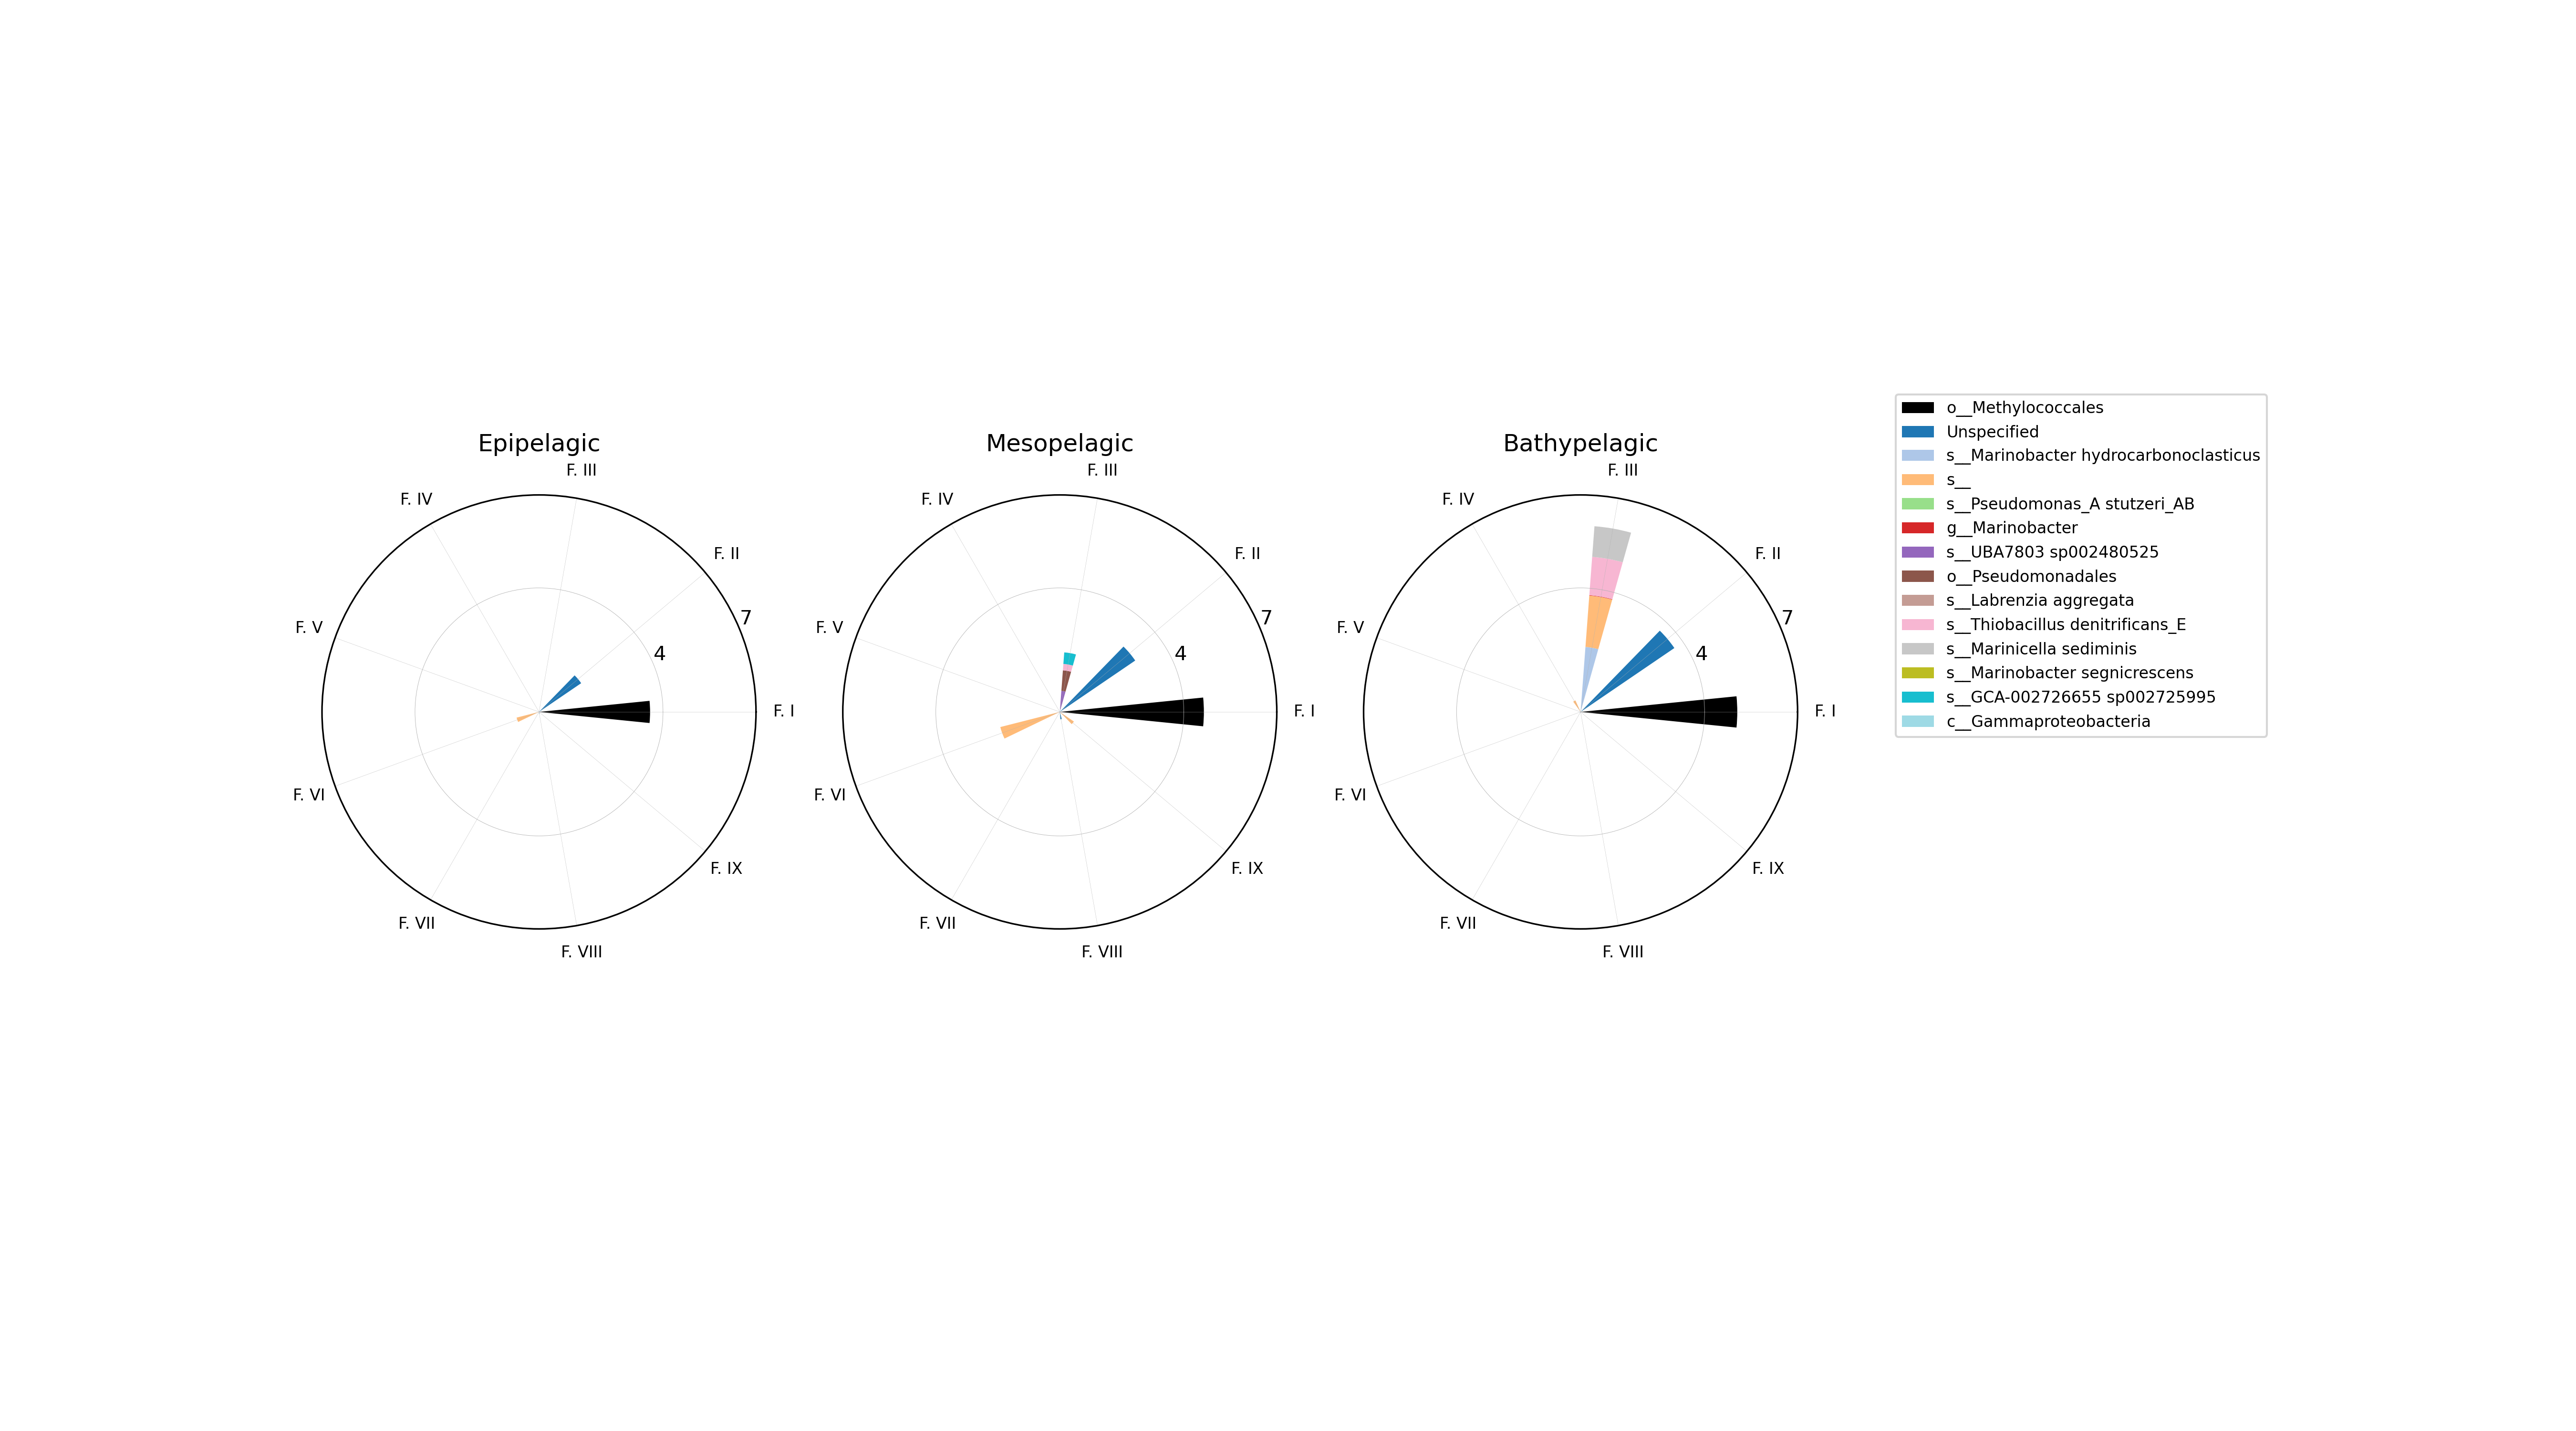 Epipelagic
F. III
F. IV
F. II
F. V
7
4
F. I
F. VI
F. IX
F. VII
F. VIII
Mesopelagic
F. III
F. IV
F. II
F. V
7
4
F. I
F. VI
F. IX
F. VII
F. VIII
Bathypelagic
F. III
F. IV
F. II
F. V
7
4
F. I
F. VI
F. IX
F. VII
F. VIII
o__Methylococcales
Unspecified
s__Marinobacter hydrocarbonoclasticus
s__
s__Pseudomonas_A stutzeri_AB
g__Marinobacter
s__UBA7803 sp002480525
o__Pseudomonadales
s__Labrenzia aggregata
s__Thiobacillus denitrificans_E
s__Marinicella sediminis
s__Marinobacter segnicrescens
s__GCA-002726655 sp002725995
c__Gammaproteobacteria